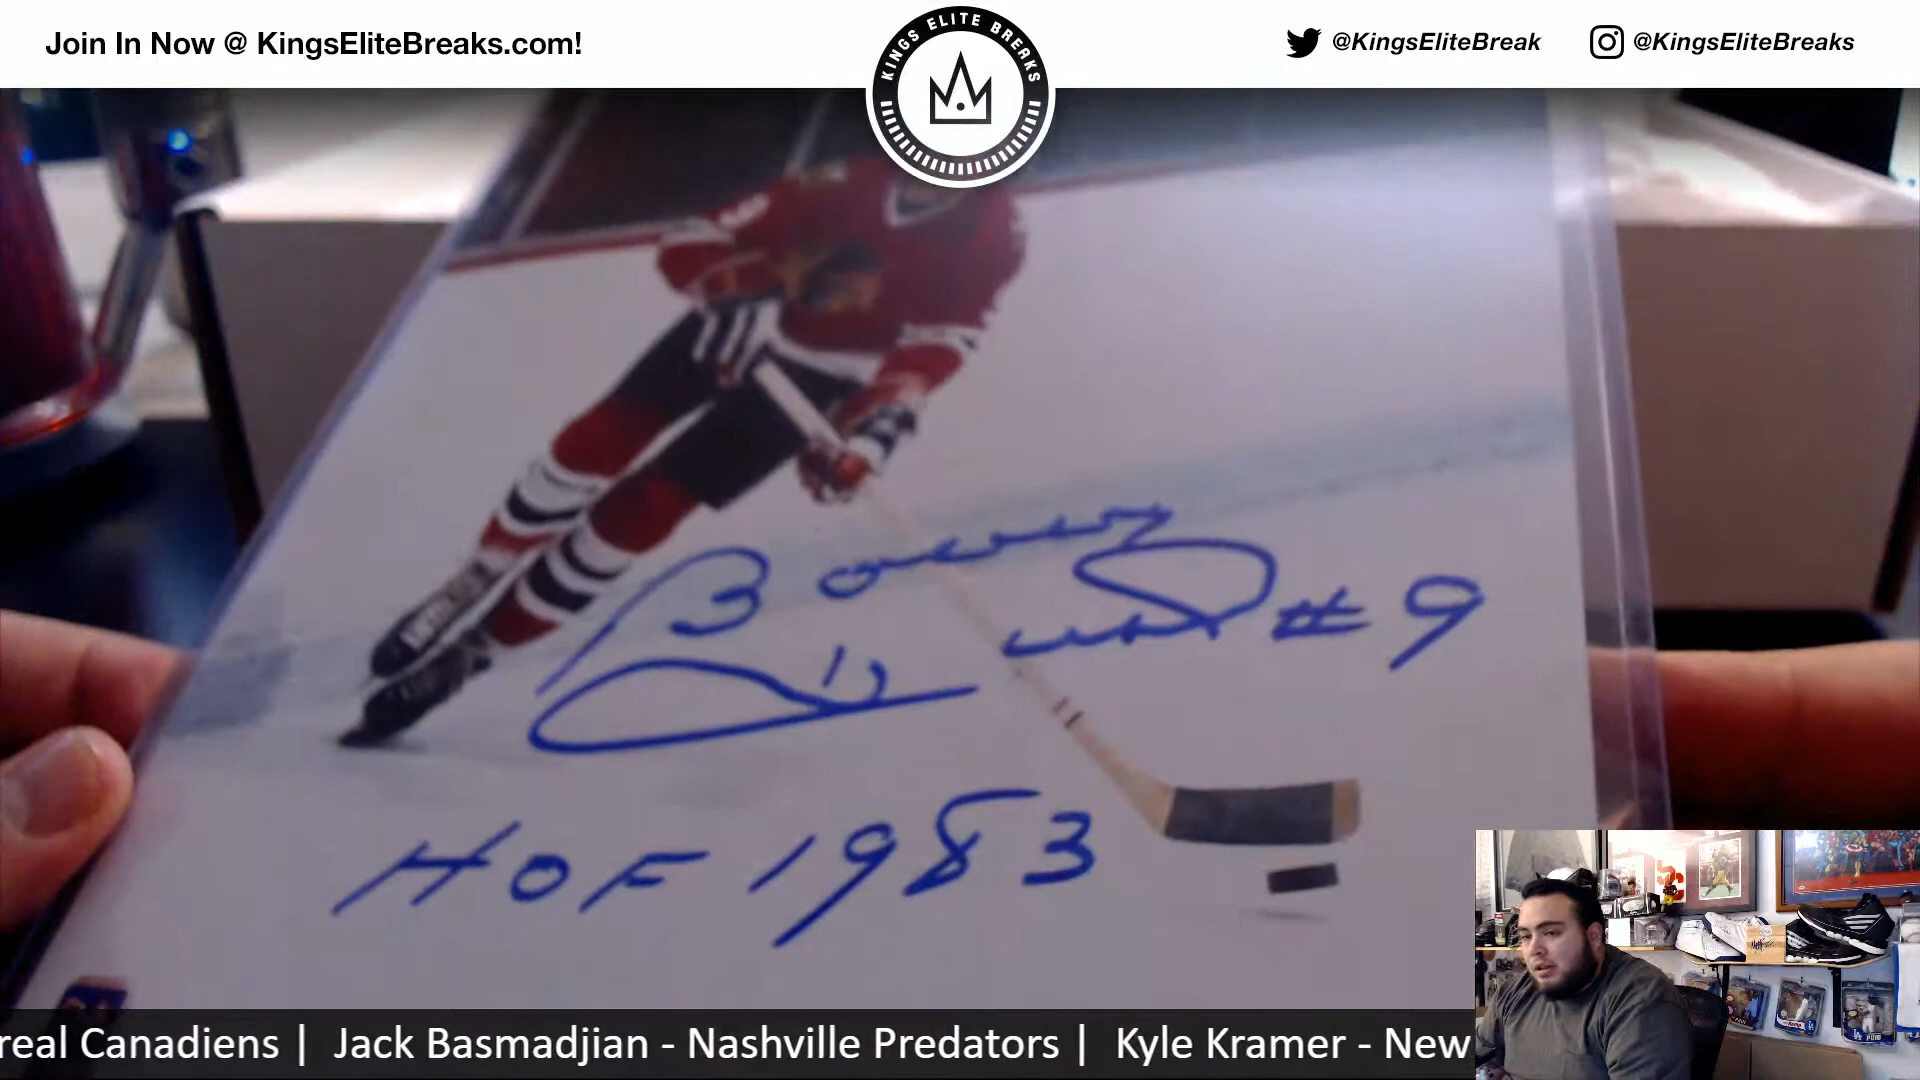 Join In Now @ KingsEliteBreaks.com!
KINGS ELITE BREAKS
@KingsEliteBreak
@KingsEliteBreaks
Bobby
Hull #9
HOF 1983
real Canadiens | Jack Basmadjian - Nashville Predators | Kyle Kramer - New